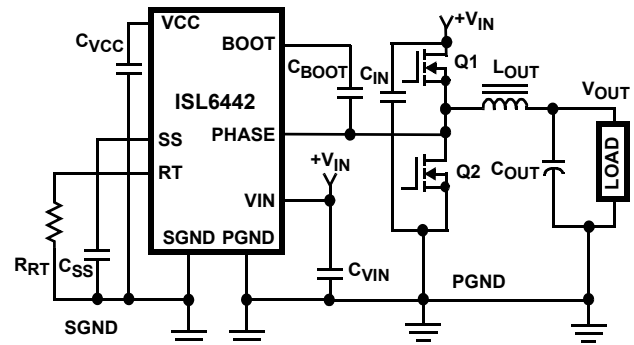 +VIN
VCC
CVCC
BOOT
Q1
LOUT
CBOOT
CIN
VOUT
ISL6442
SS
PHASE
+VIN
LOAD
RT
Q2
COUT
VIN
SGND
PGND
RRT
CSS
CVIN
PGND
SGND